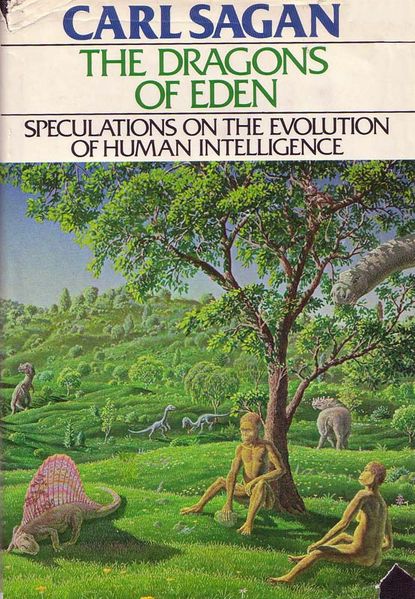 CARL SAGAN
THE DRAGONS
OF EDEN
SPECULATIONS ON THE EVOLUTION
OF HUMAN INTELLIGENCE